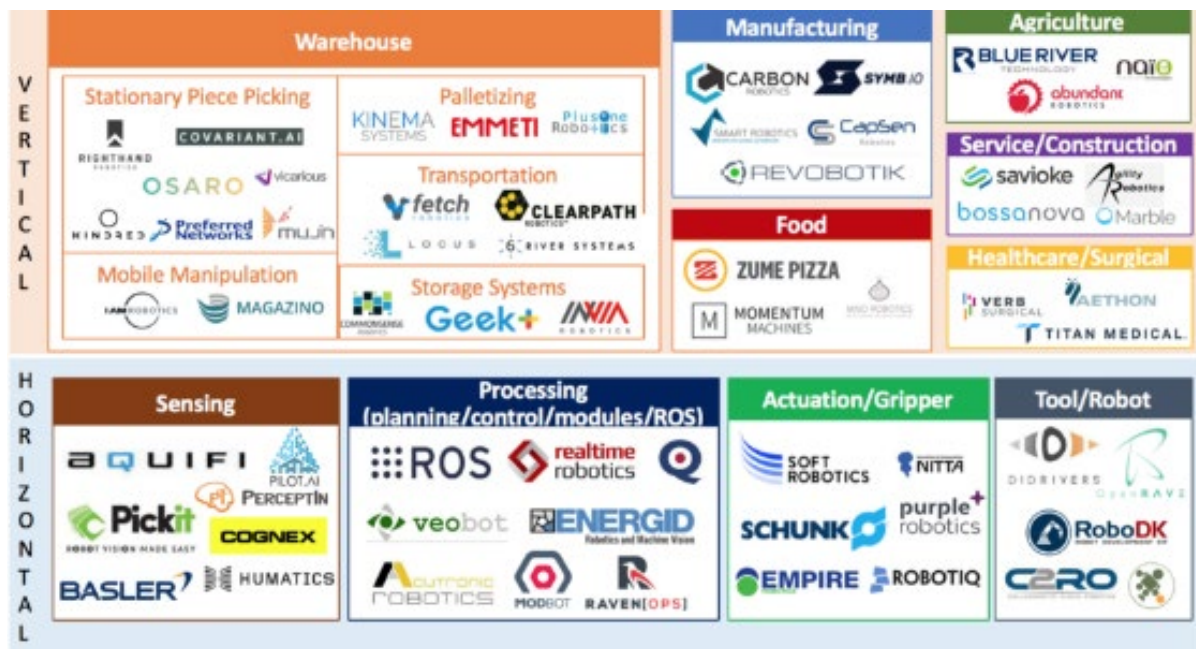 VERTICAL
Warehouse
Stationary Piece Picking
RIGHTHAND
ROBOTICS
COVARIANT.AI
OSARO
vicarious
HINDRED
Preferred
Networks
mujin
Mobile Manipulation
IAM ROBOTICS
MAGAZINO
Palletizing
KINEMA
SYSTEMS
EMMETI
PlusOne
Robotics
Transportation
fetch
robotics
CLEARPATH
ROBOTICS
LOCUS
6 RIVER SYSTEMS
Storage Systems
COMMONSENSE
ROBOTICS
Geek+
INVIA
ROBOTICS
Manufacturing
CARBON
ROBOTICS
SYMB.IO
SMART ROBOTICS
CapSen
Robotics
REVOBOTIK
Food
ZUME PIZZA
M
MOMENTUM
MACHINES
MISO ROBOTICS
Agriculture
BLUE RIVER
TECHNOLOGY
naïo
abundant
ROBOTICS
Service/Construction
savioke
Agility
Robotics
bossanova
Marble
Healthcare/Surgical
VERB
SURGICAL
AETHON
TITAN MEDICAL
HORIZONTAL
Sensing
AQUIFI
PILOT.AI
PERCEPTIN
Pickit
ROBOT VISION MADE EASY
COGNEX
BASLER
HUMATICS
Processing
(planning/control/modules/ROS)
ROS
realtime
robotics
Q
veobot
ENERGID
Robotics and Machine Vision
Acutronic
ROBOTICS
MODBOT
RAVEN[OPS]
Actuation/Gripper
SOFT
ROBOTICS
NITTA
SCHUNK
purple
robotics
EMPIRE
ROBOTICS
ROBOTIQ
Tool/Robot
DIDRIVERS
OpenRAVE
RoboDK
C2RO